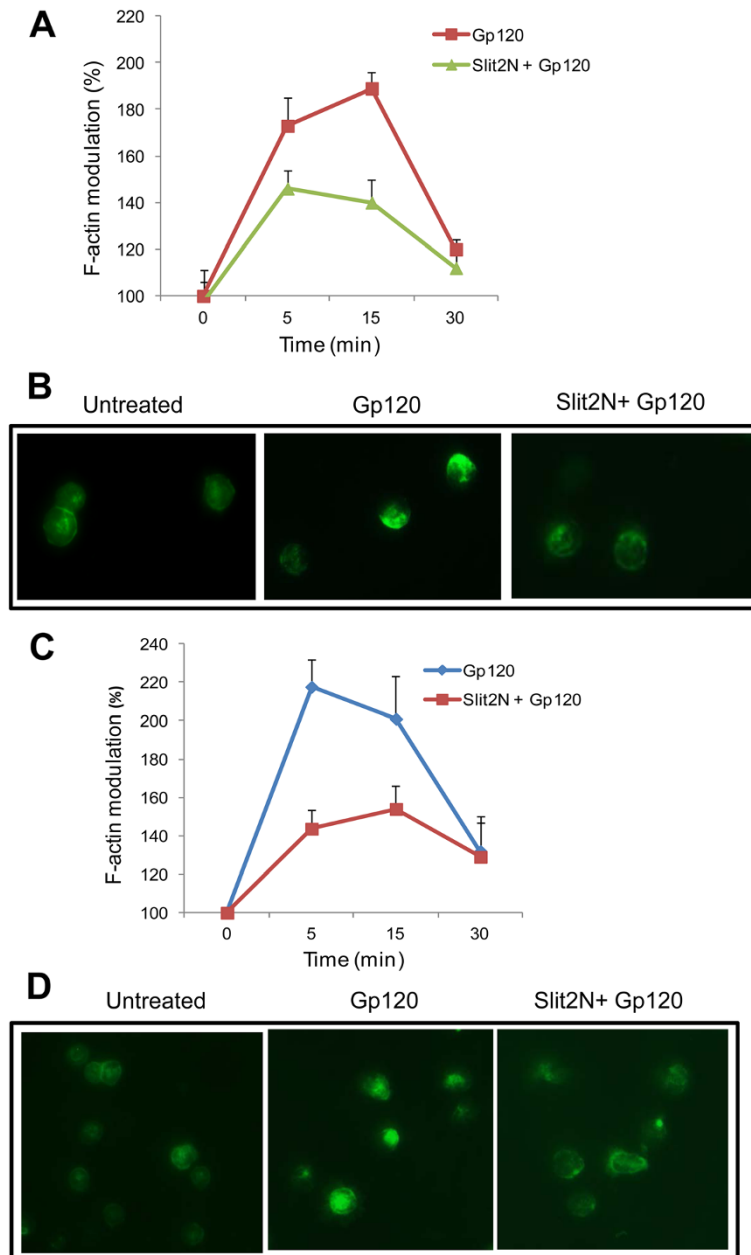 A
Gp120
Slit2N + Gp120
F-actin modulation (%)
220
200
180
160
140
120
100
0 5 15 30
Time (min)
B
Untreated Gp120 Slit2N+ Gp120
C
Gp120
Slit2N + Gp120
F-actin modulation (%)
240
220
200
180
160
140
120
100
0 5 15 30
Time (min)
D
Untreated Gp120 Slit2N+ Gp120